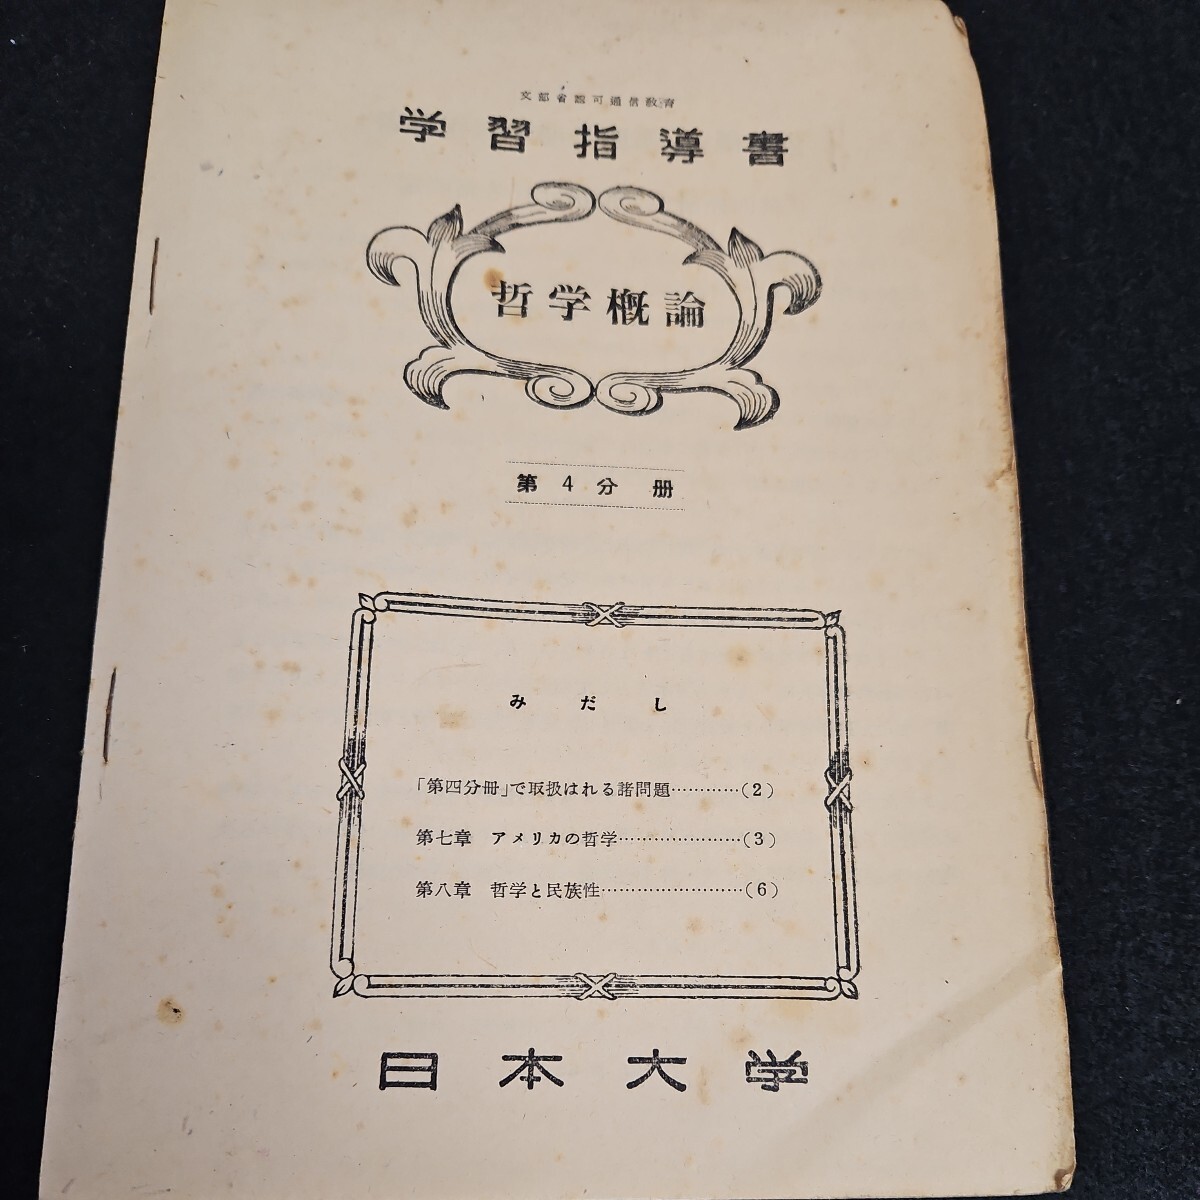 文部省認可通信教育
学習指導書
哲学概論
第4分册
みだし
「第四分冊」で取扱はれる諸問題…………(2)
第七章　アメリカの哲学…………………(3)
第八章　哲学と民族性……………………(6)
日本大学